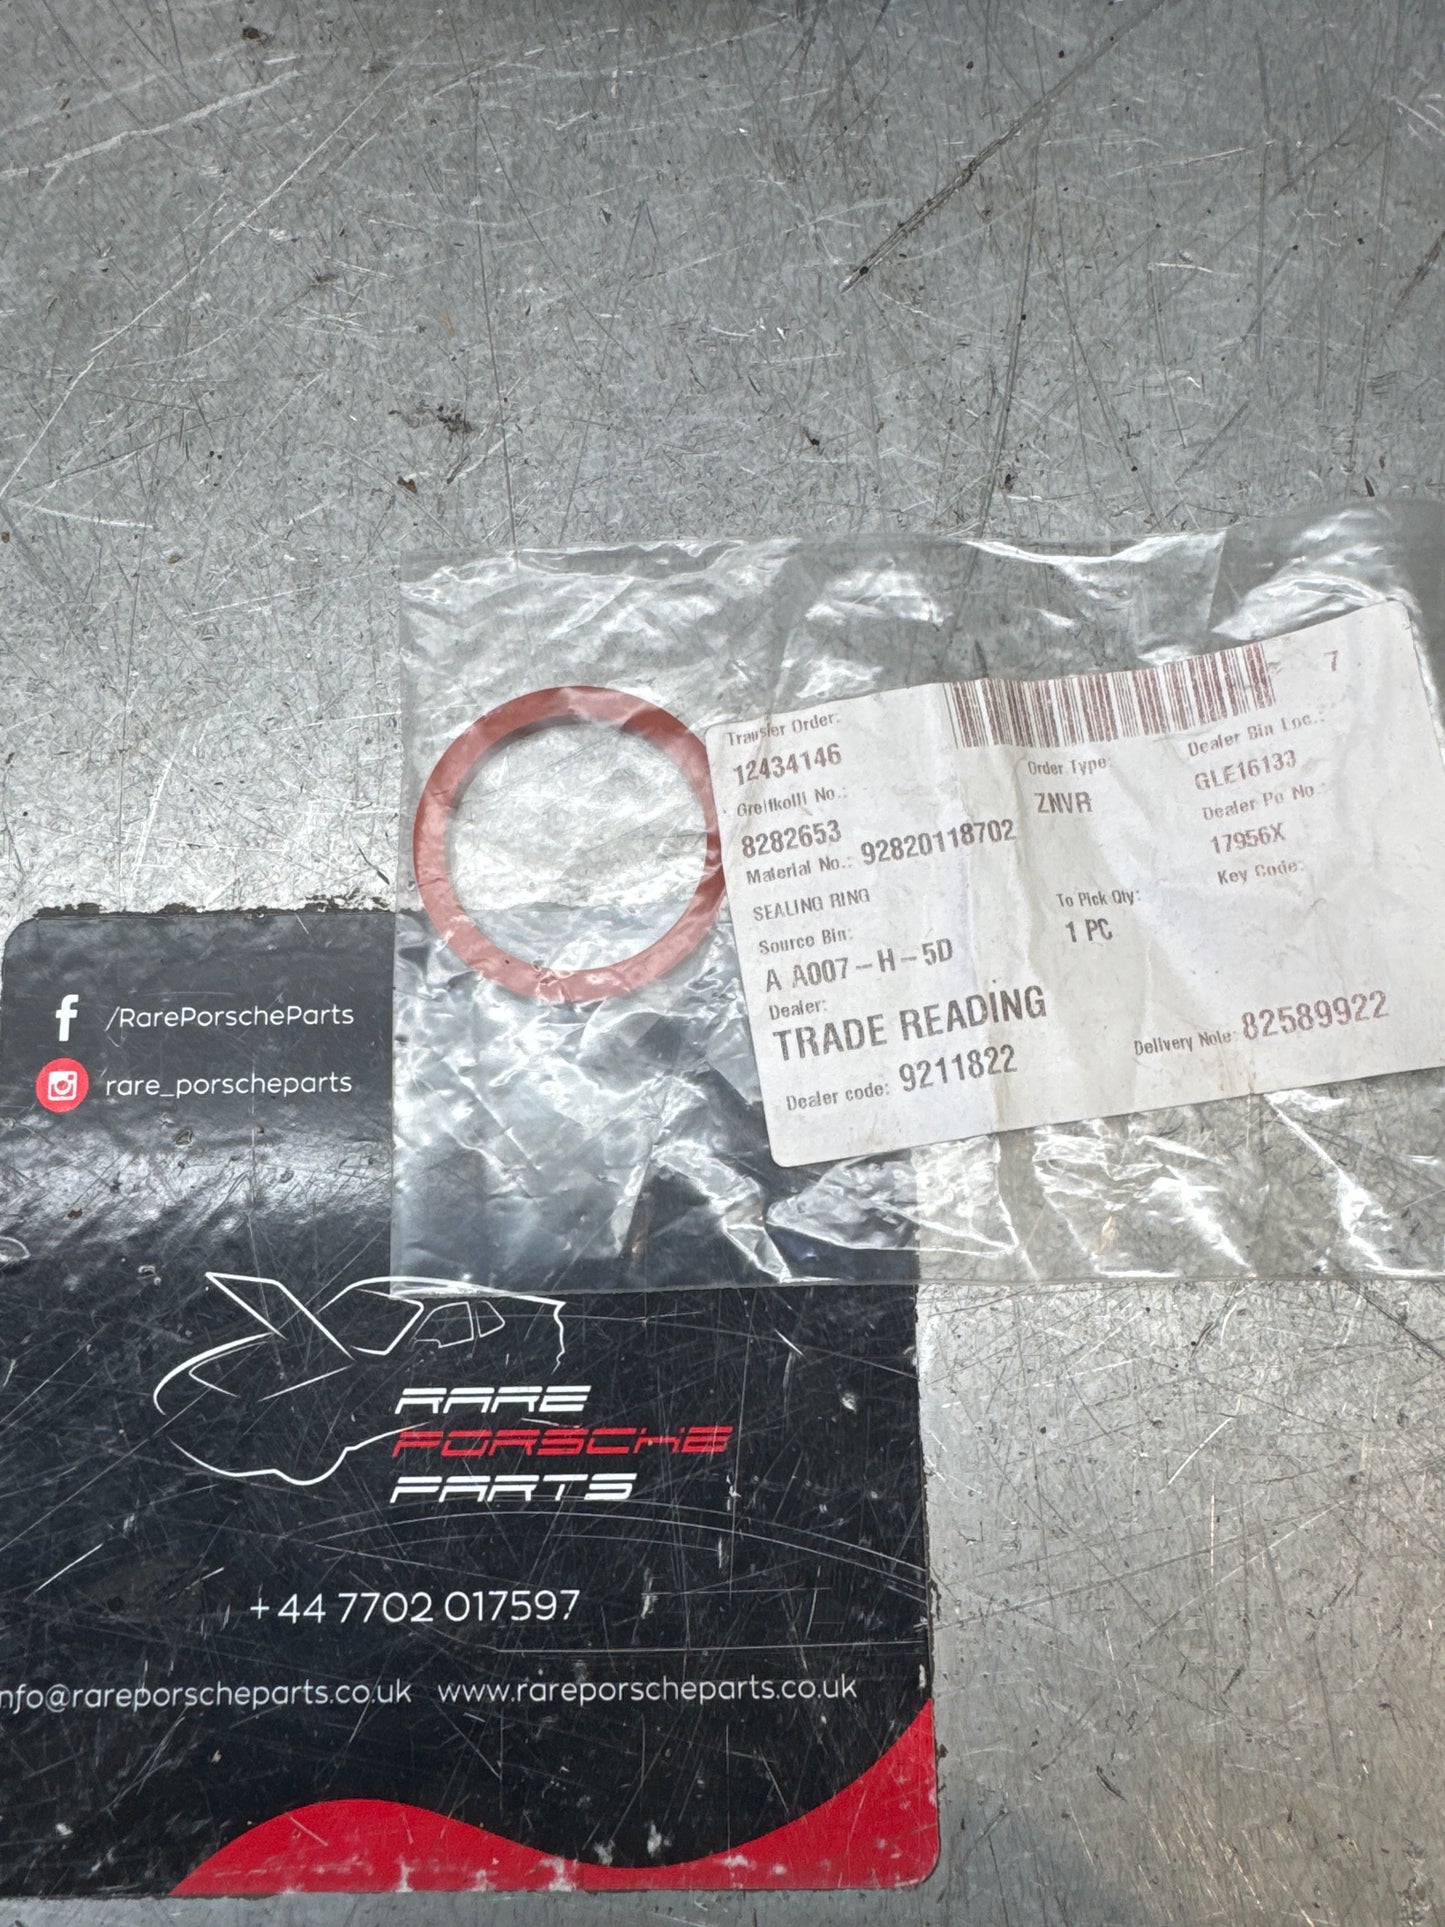 7
Transfer Order:
12434146
Greifkolli No.:
8282653
Material No.: 92820118702
SEALING RING
Source Bin:
A A007-H-5D
Dealer:
TRADE READING
Dealer code: 9211822
Order Type:
ZNVR
To Pick Qty:
1 PC
Dealer Bin Loc.:
GLE16133
Dealer Po No.:
17956X
Key Code:
Delivery Note: 82589922
/RarePorscheParts
rare_porscheparts
RARE
PORSCHE
PARTS
+44 7702 017597
nfo@rareporscheparts.co.uk www.rareporscheparts.co.uk